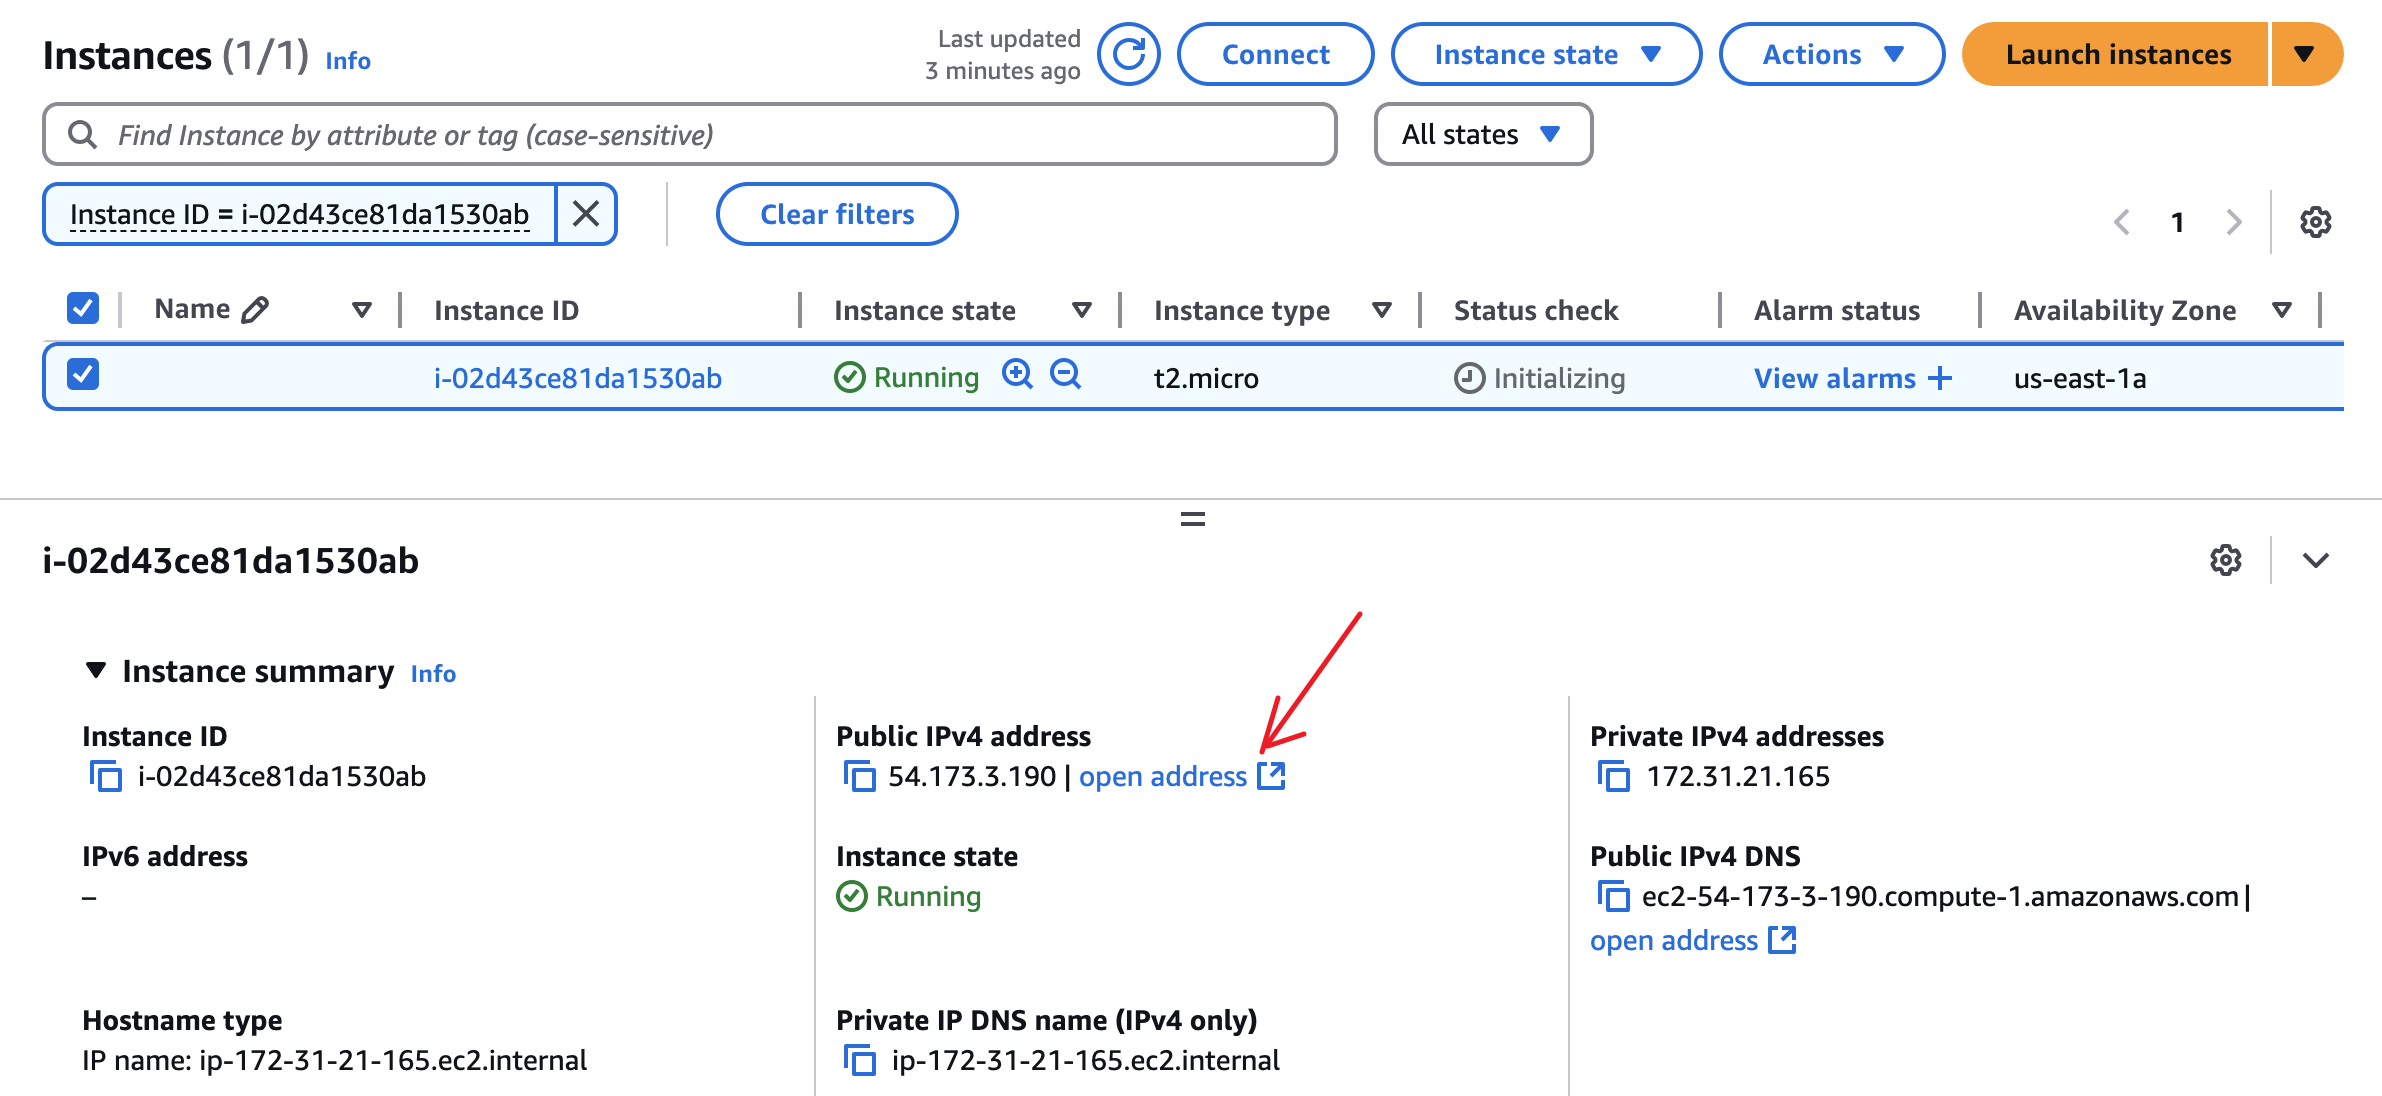 Instances (1/1) Info
Last updated
3 minutes ago
Connect
Instance state
Actions
Launch instances
Find Instance by attribute or tag (case-sensitive)
All states
Instance ID = i-02d43ce81da1530ab
Clear filters
1
Name Instance ID Instance state Instance type Status check Alarm status Availability Zone
i-02d43ce81da1530ab Running t2.micro Initializing View alarms us-east-1a
i-02d43ce81da1530ab
Instance summary Info
Instance ID
i-02d43ce81da1530ab
Public IPv4 address
54.173.3.190 | open address
Private IPv4 addresses
172.31.21.165
IPv6 address
–
Instance state
Running
Public IPv4 DNS
ec2-54-173-3-190.compute-1.amazonaws.com |
open address
Hostname type
IP name: ip-172-31-21-165.ec2.internal
Private IP DNS name (IPv4 only)
ip-172-31-21-165.ec2.internal